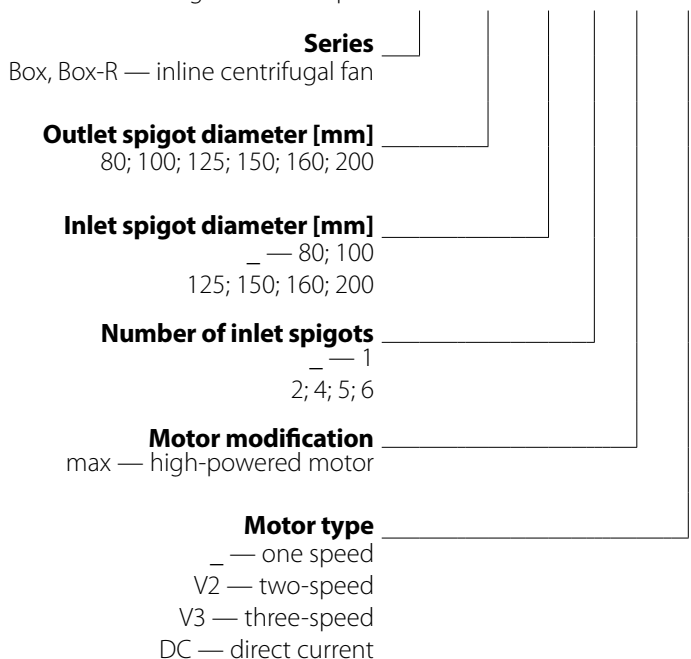 Series
Box, Box-R — inline centrifugal fan
Outlet spigot diameter [mm]
80; 100; 125; 150; 160; 200
Inlet spigot diameter [mm]
_ — 80; 100
125; 150; 160; 200
Number of inlet spigots
_ — 1
2; 4; 5; 6
Motor modification
max — high-powered motor
Motor type
_ — one speed
V2 — two-speed
V3 — three-speed
DC — direct current